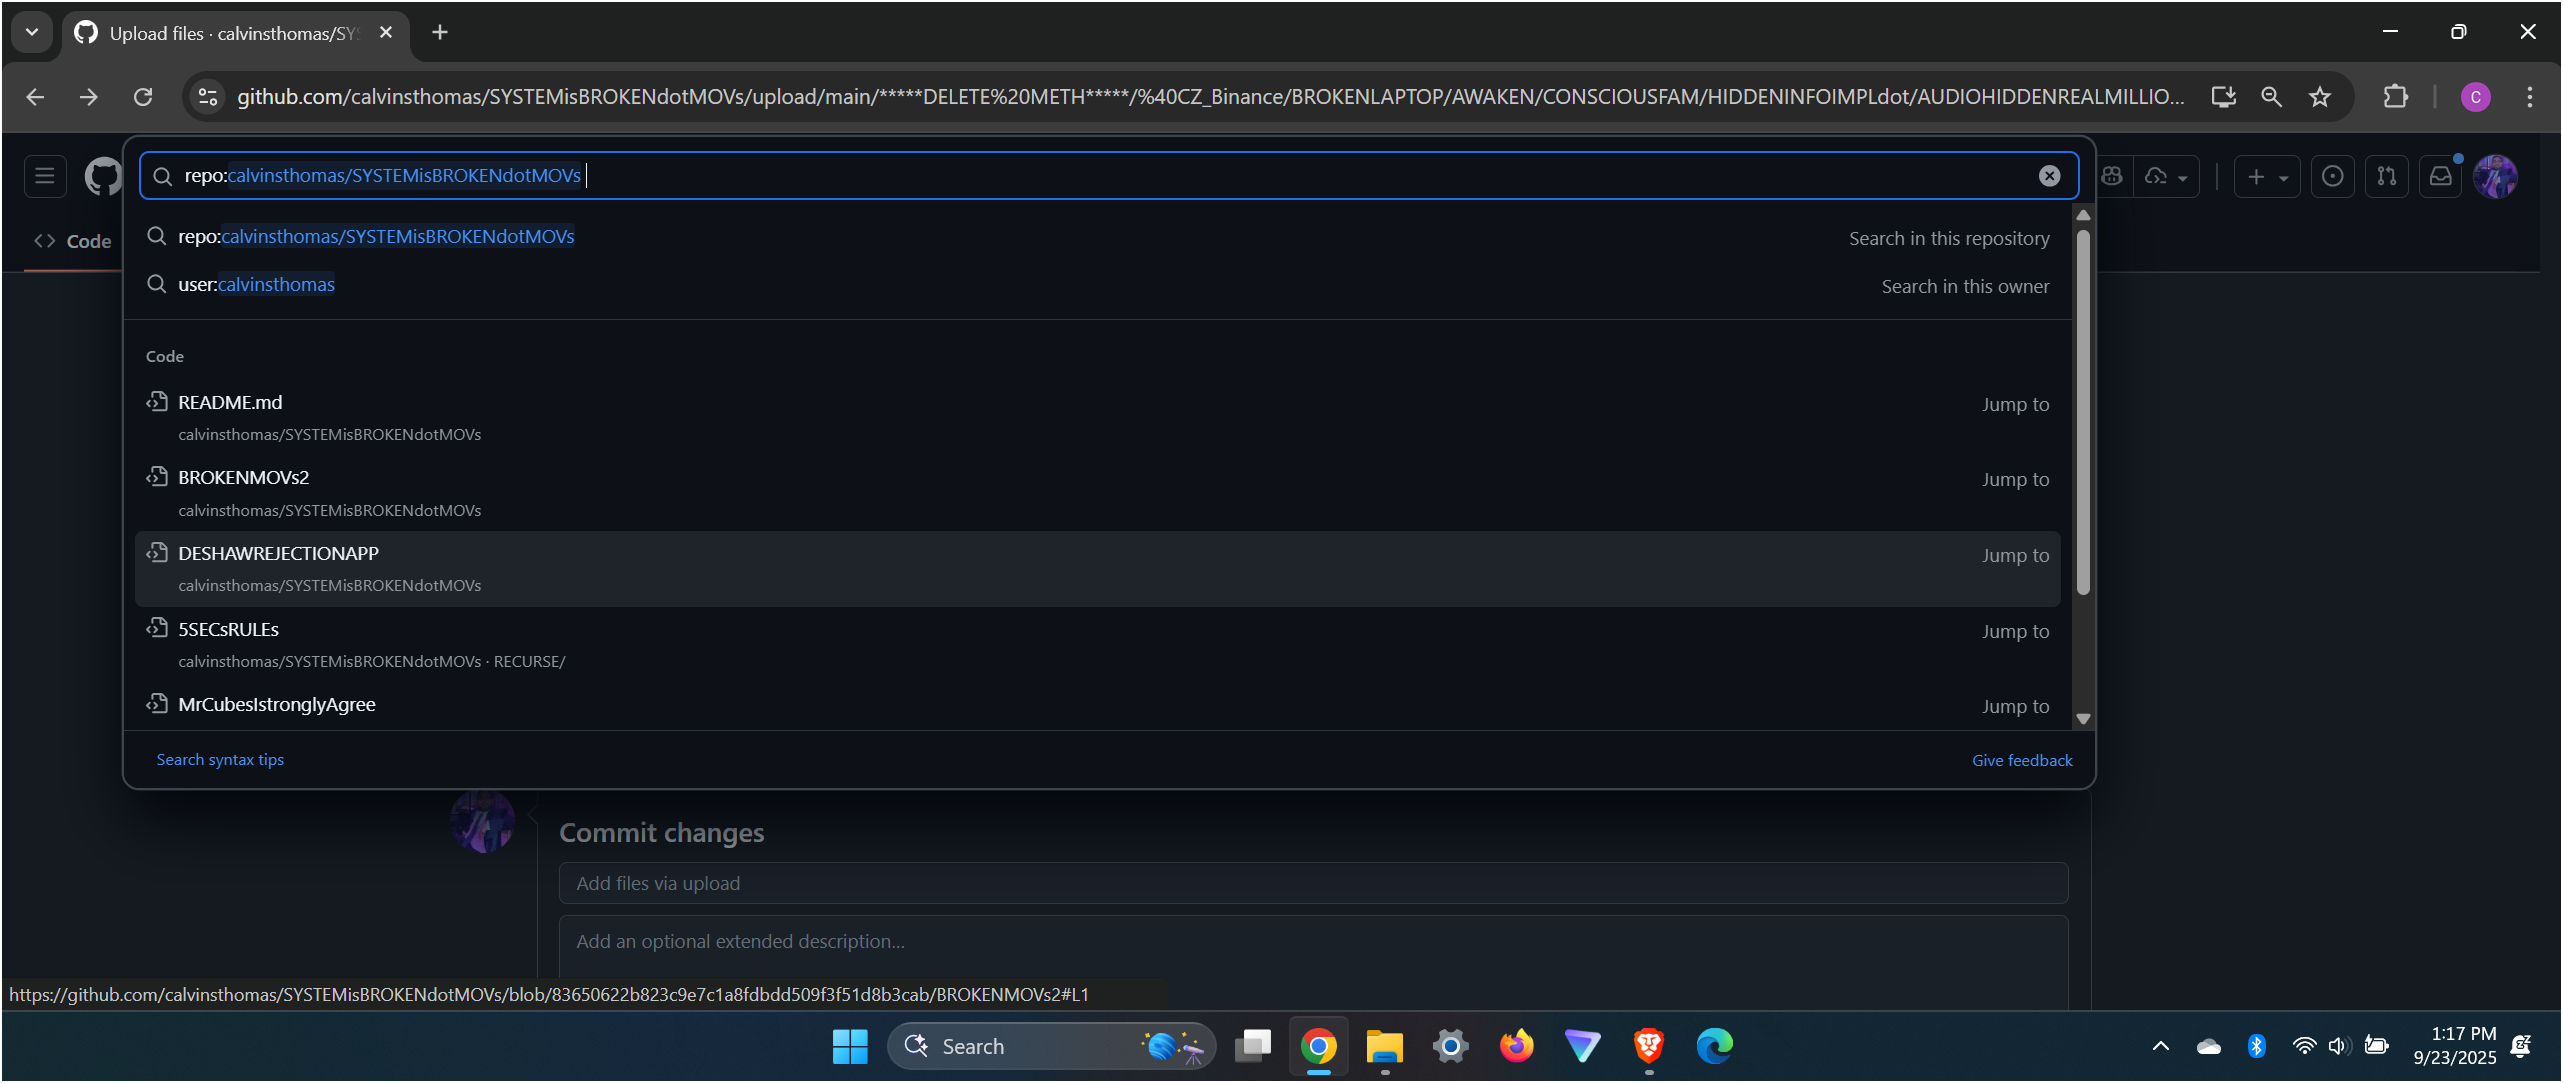 Upload files · calvinsthomas/SYS
github.com/calvinsthomas/SYSTEMisBROKENdotMOVs/upload/main/*****DELETE%20METH*****/%40CZ_Binance/BROKENLAPTOP/AWAKEN/CONSCIOUSFAM/HIDDENINFOIMPLdot/AUDIOHIDDENREALMILLIO...
C
repo:calvinsthomas/SYSTEMisBROKENdotMOVs
Code
repo:calvinsthomas/SYSTEMisBROKENdotMOVs Search in this repository
user:calvinsthomas Search in this owner
Code
README.md Jump to
calvinsthomas/SYSTEMisBROKENdotMOVs
BROKENMOVs2 Jump to
calvinsthomas/SYSTEMisBROKENdotMOVs
DESHAWREJECTIONAPP Jump to
calvinsthomas/SYSTEMisBROKENdotMOVs
5SECsRULEs Jump to
calvinsthomas/SYSTEMisBROKENdotMOVs · RECURSE/
MrCubesIstronglyAgree Jump to
Search syntax tips Give feedback
Commit changes
Add files via upload
Add an optional extended description...
https://github.com/calvinsthomas/SYSTEMisBROKENdotMOVs/blob/83650622b823c9e7c1a8fdbdd509f3f51d8b3cab/BROKENMOVs2#L1
Search
1:17 PM
9/23/2025